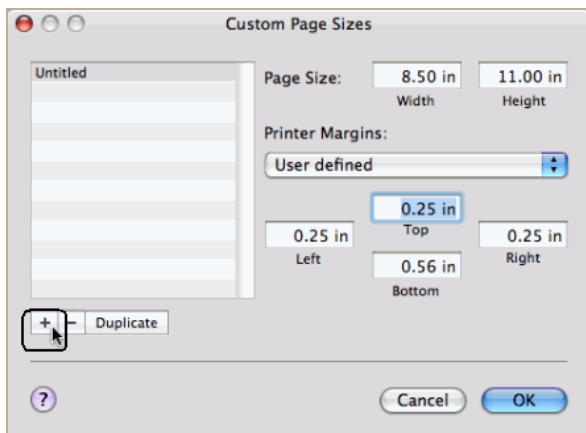 Custom Page Sizes
Untitled
Page Size: 8.50 in 11.00 in
Width Height
Printer Margins:
User defined
0.25 in
Top
0.25 in 0.25 in
Left Right
0.56 in
Bottom
+ - Duplicate
? Cancel OK